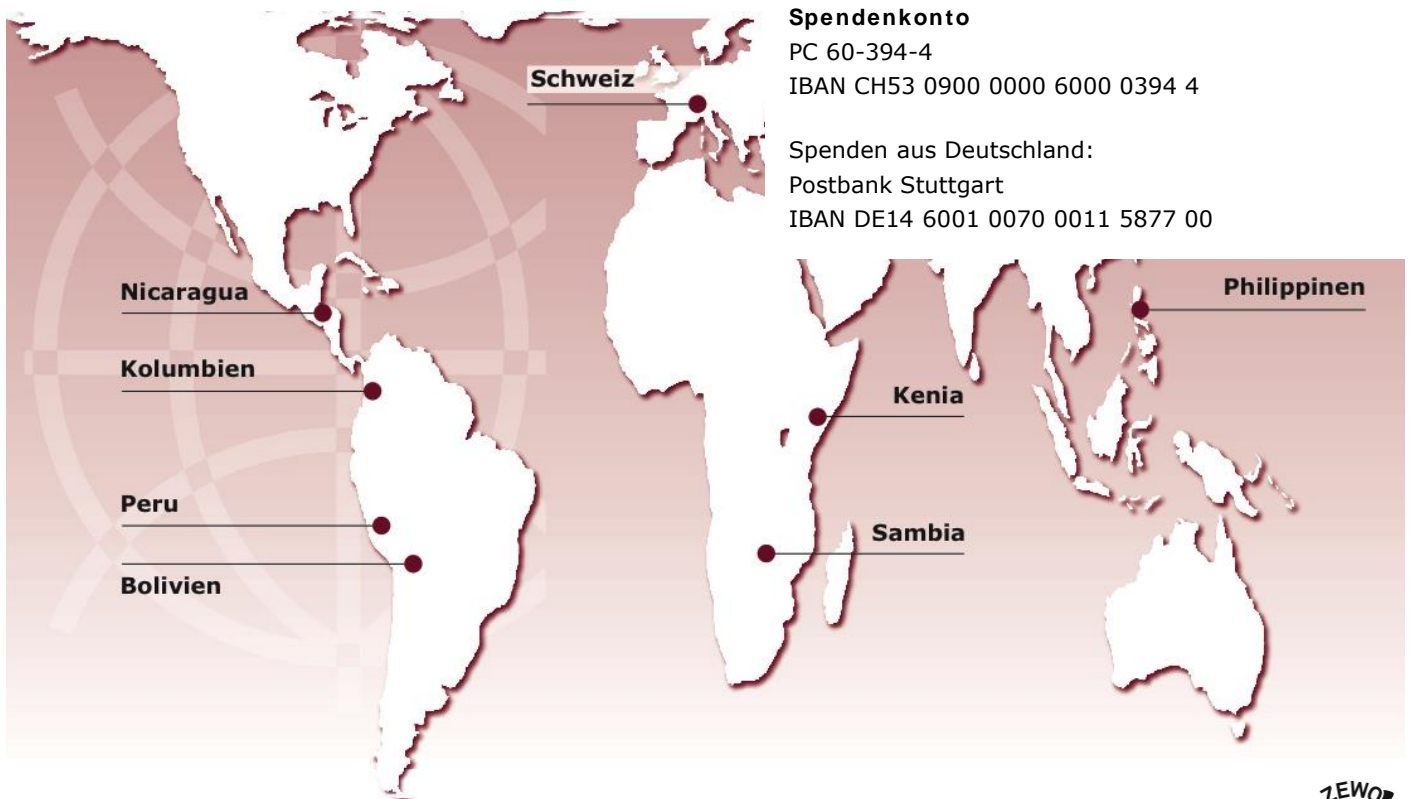 Spendenkonto
PC 60-394-4
IBAN CH53 0900 0000 6000 0394 4
Spenden aus Deutschland:
Postbank Stuttgart
IBAN DE14 6001 0070 0011 5877 00
Schweiz
Nicaragua
Philippinen
Kolumbien
Kenia
Peru
Sambia
Bolivien
ZEWO